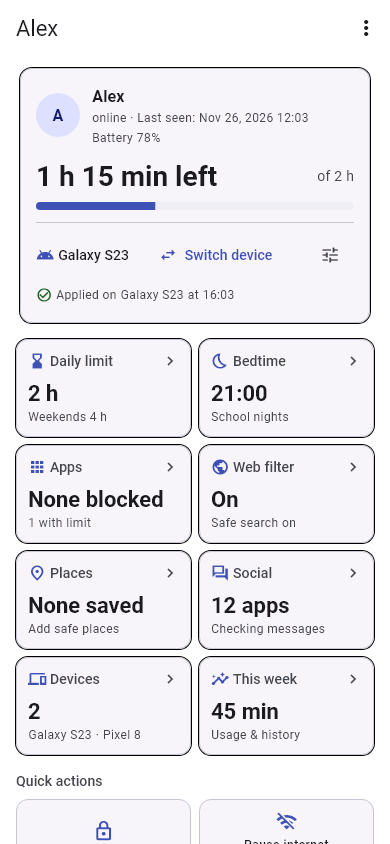 Alex
A
Alex
online · Last seen: Nov 26, 2026 12:03
Battery 78%
1 h 15 min left
of 2 h
Galaxy S23
Switch device
Applied on Galaxy S23 at 16:03
Daily limit
2 h
Weekends 4 h
Bedtime
21:00
School nights
Apps
None blocked
1 with limit
Web filter
On
Safe search on
Places
None saved
Add safe places
Social
12 apps
Checking messages
Devices
2
Galaxy S23 · Pixel 8
This week
45 min
Usage & history
Quick actions
Pause internet